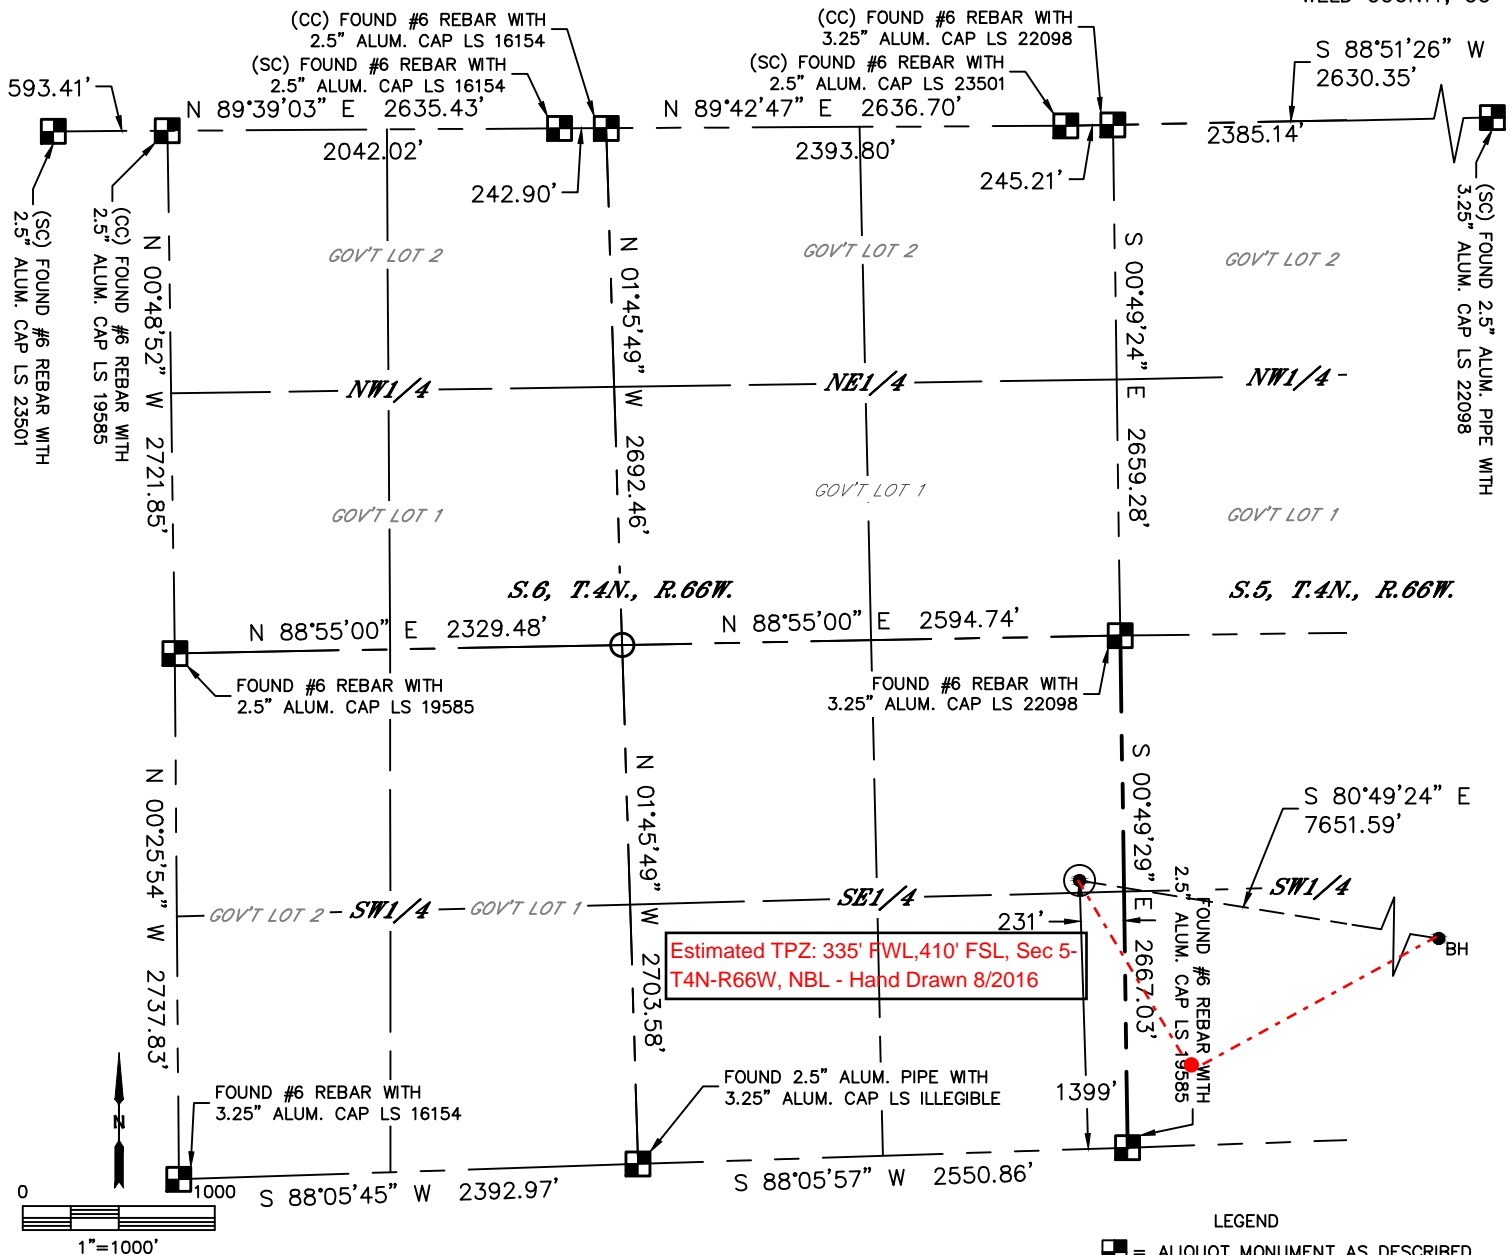 (CC) FOUND #6 REBAR WITH
2.5" ALUM. CAP LS 16154
(SC) FOUND #6 REBAR WITH
2.5" ALUM. CAP LS 16154
(CC) FOUND #6 REBAR WITH
3.25" ALUM. CAP LS 22098
(SC) FOUND #6 REBAR WITH
2.5" ALUM. CAP LS 23501
S 88°51'26" W
2630.35'
593.41'
N 89°39'03" E 2635.43'
N 89°42'47" E 2636.70'
2042.02'
242.90'
2393.80'
245.21'
2385.14'
(SC) FOUND #6 REBAR WITH
2.5" ALUM. CAP LS 23501
(CC) FOUND #6 REBAR WITH
2.5" ALUM. CAP LS 19585
(SC) FOUND 2.5" ALUM. PIPE WITH
3.25" ALUM. CAP LS 22098
GOV'T LOT 2
GOV'T LOT 2
GOV'T LOT 2
N 00°48'52" W 2721.85'
N 01°45'49" W 2692.46'
S 00°49'24" E 2659.28'
NW1/4
NE1/4
NW1/4
GOV'T LOT 1
GOV'T LOT 1
GOV'T LOT 1
S.6, T.4N., R.66W.
S.5, T.4N., R.66W.
N 88°55'00" E 2329.48'
N 88°55'00" E 2594.74'
FOUND #6 REBAR WITH
2.5" ALUM. CAP LS 19585
FOUND #6 REBAR WITH
3.25" ALUM. CAP LS 22098
N 00°25'54" W 2737.83'
N 01°45'49" W 2703.58'
S 00°49'29" E 2667.03'
S 80°49'24" E
7651.59'
FOUND #6 REBAR WITH
2.5" ALUM. CAP LS 19585
GOV'T LOT 2
SW1/4
GOV'T LOT 1
SE1/4
SW1/4
231'
BH
Estimated TPZ: 335' FWL,410' FSL, Sec 5-
T4N-R66W, NBL - Hand Drawn 8/2016
1399'
FOUND #6 REBAR WITH
3.25" ALUM. CAP LS 16154
FOUND 2.5" ALUM. PIPE WITH
3.25" ALUM. CAP LS ILLEGIBLE
N
S 88°05'45" W 2392.97'
S 88°05'57" W 2550.86'
0 1000
1"=1000'
LEGEND
= ALIQUOT MONUMENT AS DESCRIBED